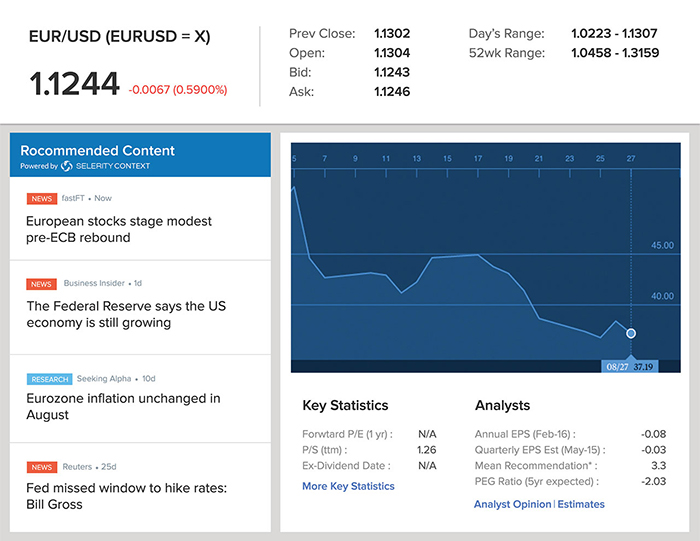 EUR/USD (EURUSD = X)
1.1244 -0.0067 (0.5900%)
Prev Close: 1.1302
Open: 1.1304
Bid: 1.1243
Ask: 1.1246
Day's Range: 1.0223 - 1.1307
52wk Range: 1.0458 - 1.3159
Rocommended Content
Powered by SELERITY CONTEXT
NEWS fastFT • Now
European stocks stage modest
pre-ECB rebound
NEWS Business Insider • 1d
The Federal Reserve says the US
economy is still growing
RESEARCH Seeking Alpha • 10d
Eurozone inflation unchanged in
August
NEWS Reuters • 25d
Fed missed window to hike rates:
Bill Gross
5 7 9 11 13 15 17 19 21 23 25 27
45.00
40.00
08/27 37.19
Key Statistics
Forwtard P/E (1 yr) : N/A
P/S (ttm) : 1.26
Ex-Dividend Date : N/A
More Key Statistics
Analysts
Annual EPS (Feb-16) : -0.08
Quarterly EPS Est (May-15) : -0.03
Mean Recommendation* : 3.3
PEG Ratio (5yr expected) : -2.03
Analyst Opinion | Estimates